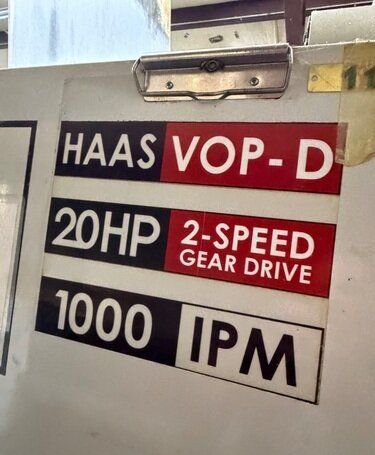 HAAS VOP-D
20HP 2-SPEED
GEAR DRIVE
1000 IPM